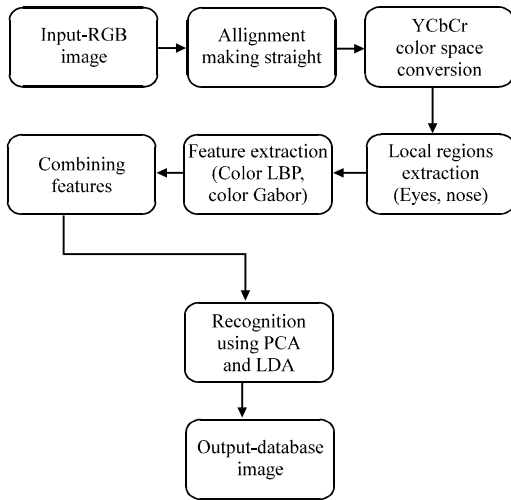 Input-RGB
image
Allignment
making straight
YCbCr
color space
conversion
Local regions
extraction
(Eyes, nose)
Feature extraction
(Color LBP,
color Gabor)
Combining
features
Recognition
using PCA
and LDA
Output-database
image